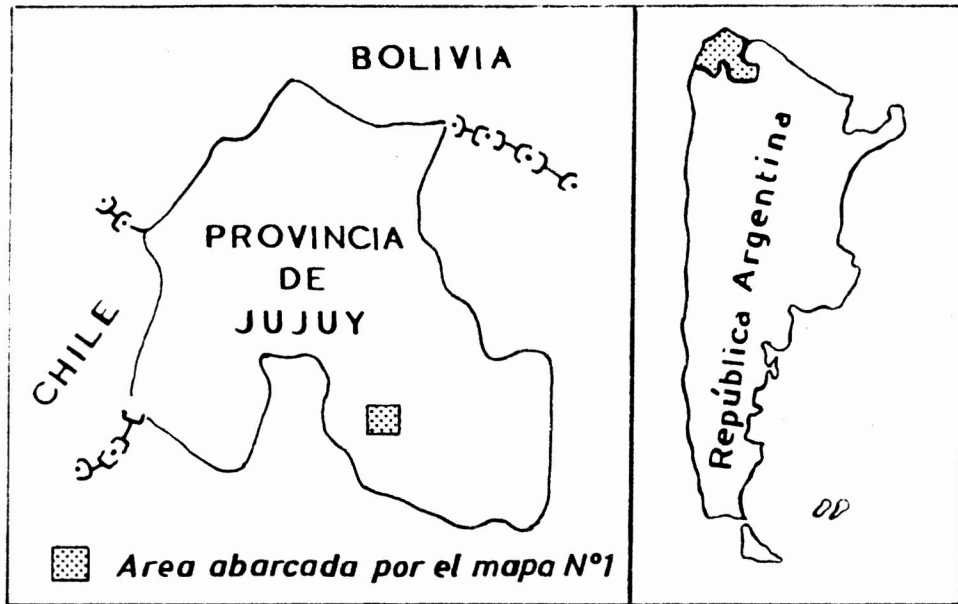 BOLIVIA
PROVINCIA
DE
JUJUY
CHILE
Area abarcada por el mapa Nº1
República Argentina